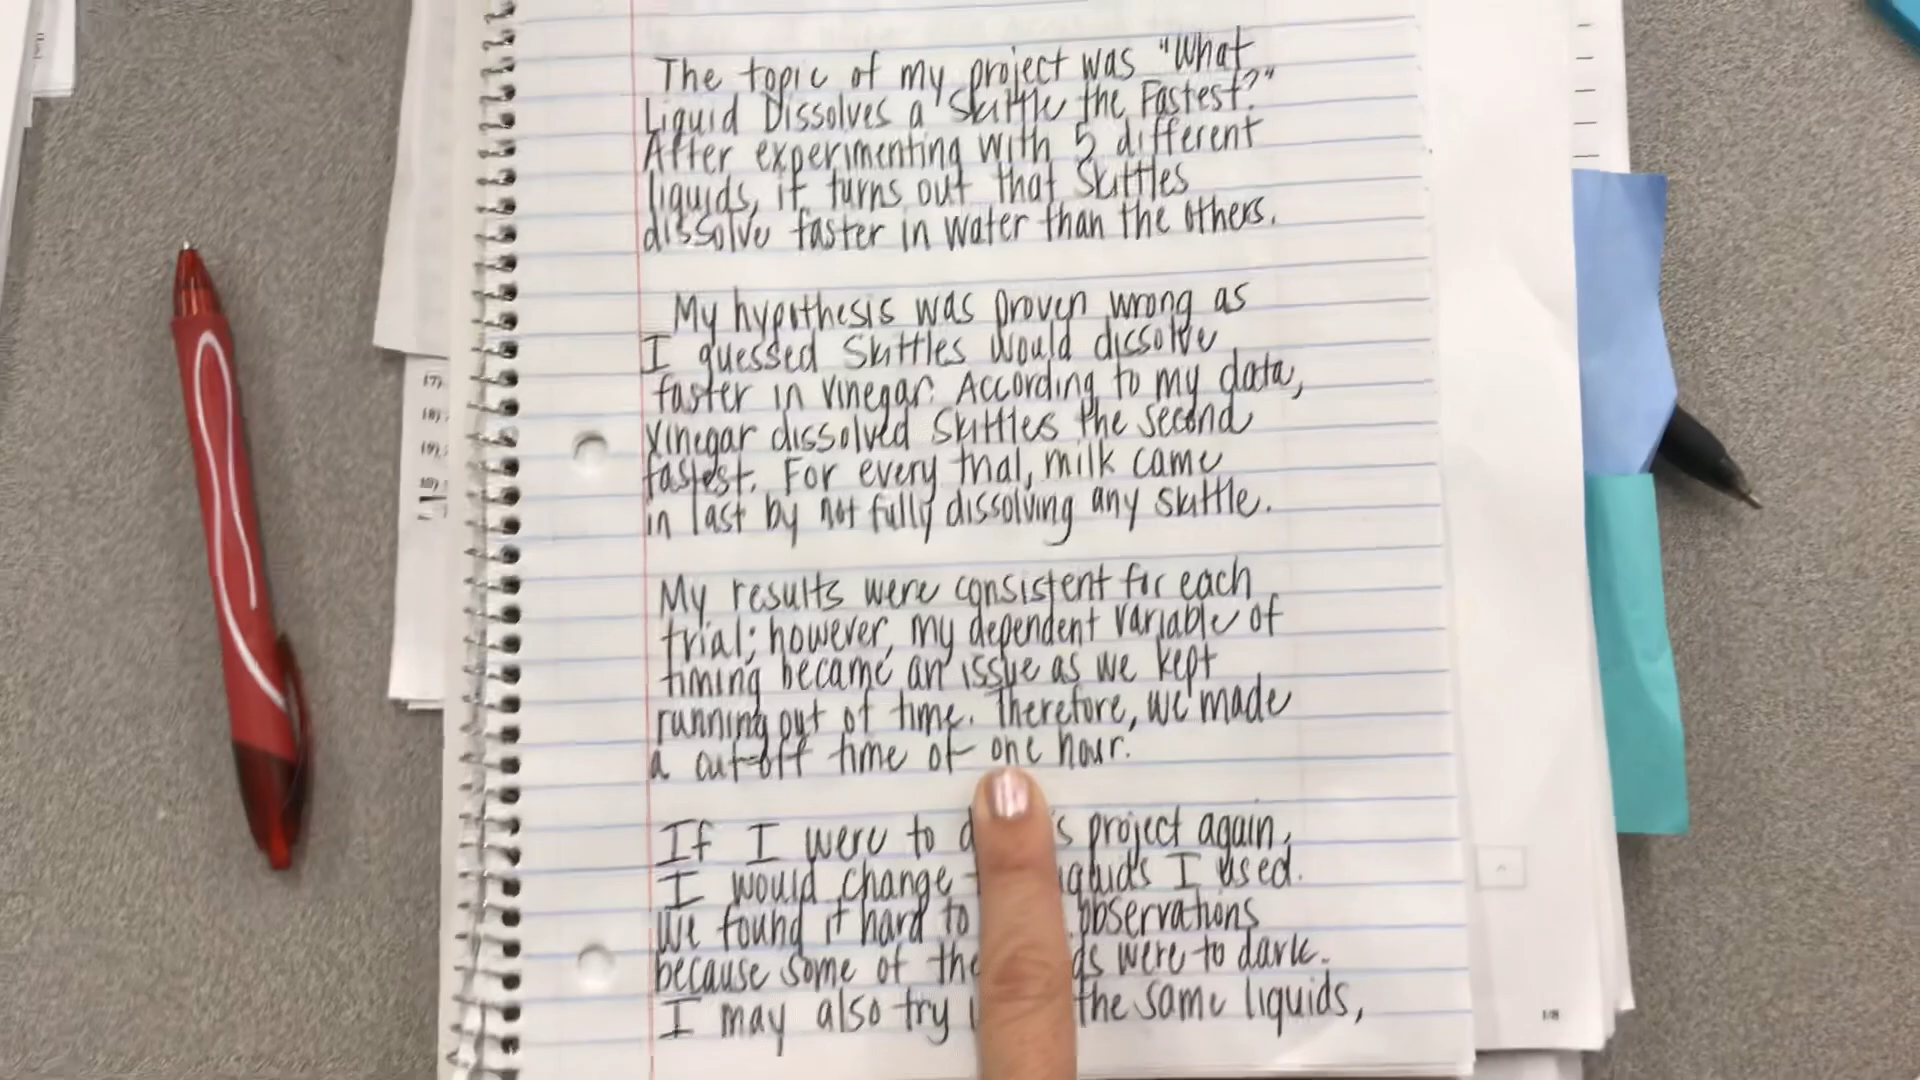 The topic of my project was "What
Liquid Dissolves a Skittle the Fastest?"
After experimenting with 5 different
liquids, it turns out that Skittles
dissolve faster in water than the others.
My hypothesis was proven wrong as
I guessed Skittles would dissolve
faster in vinegar. According to my data,
vinegar dissolved Skittles the second
fastest. For every trial, milk came
in last by not fully dissolving any skittle.
My results were consistent for each
trial; however, my dependent variable of
timing became an issue as we kept
running out of time. Therefore, we made
a cut-off time of one hour.
If I were to project again,
I would change I used.
We found it hard to observations
because some of the were to dark.
I may also try the same liquids,
17)
18)
19)
1/8